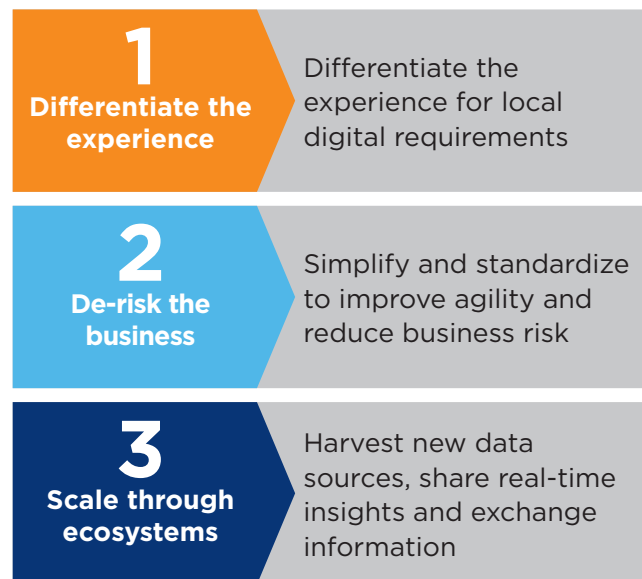 1
Differentiate the
experience
Differentiate the
experience for local
digital requirements
2
De-risk the
business
Simplify and standardize
to improve agility and
reduce business risk
3
Scale through
ecosystems
Harvest new data
sources, share real-time
insights and exchange
information